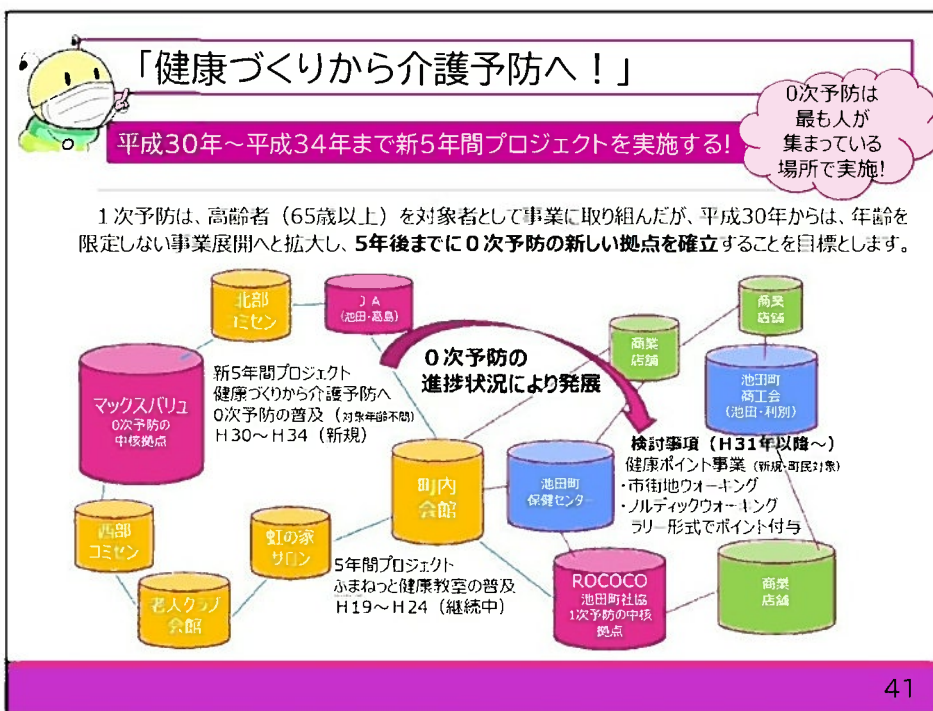 「健康づくりから介護予防へ！」
0次予防は
最も人が
集まっている
場所で実施!
平成30年～平成34年まで新5年間プロジェクトを実施する!
1次予防は、高齢者（65歳以上）を対象者として事業に取り組んだが、平成30年からは、年齢を
限定しない事業展開へと拡大し、5年後までに0次予防の新しい拠点を確立することを目標とします。
北部
コミセン
JA
(池田・高島)
商業
店舗
商業
店舗
0次予防の
進捗状況により発展
池田町
商工会
(池田・利別)
マックスバリュ
0次予防の
中核拠点
新5年間プロジェクト
健康づくりから介護予防へ
0次予防の普及（対象年齢不問）
H30～H34（新規）
検討事項（H31年以降～）
健康ポイント事業（新規・町民対象）
・市街地ウォーキング
・ノルディックウォーキング
ラリー形式でポイント付与
町内
会館
池田町
保健センター
西部
コミセン
虹の家
サロン
5年間プロジェクト
ふまねっと健康教室の普及
H19～H24（継続中）
老人クラブ
会館
ROCOCO
池田町社協
1次予防の中核
拠点
商業
店舗
41